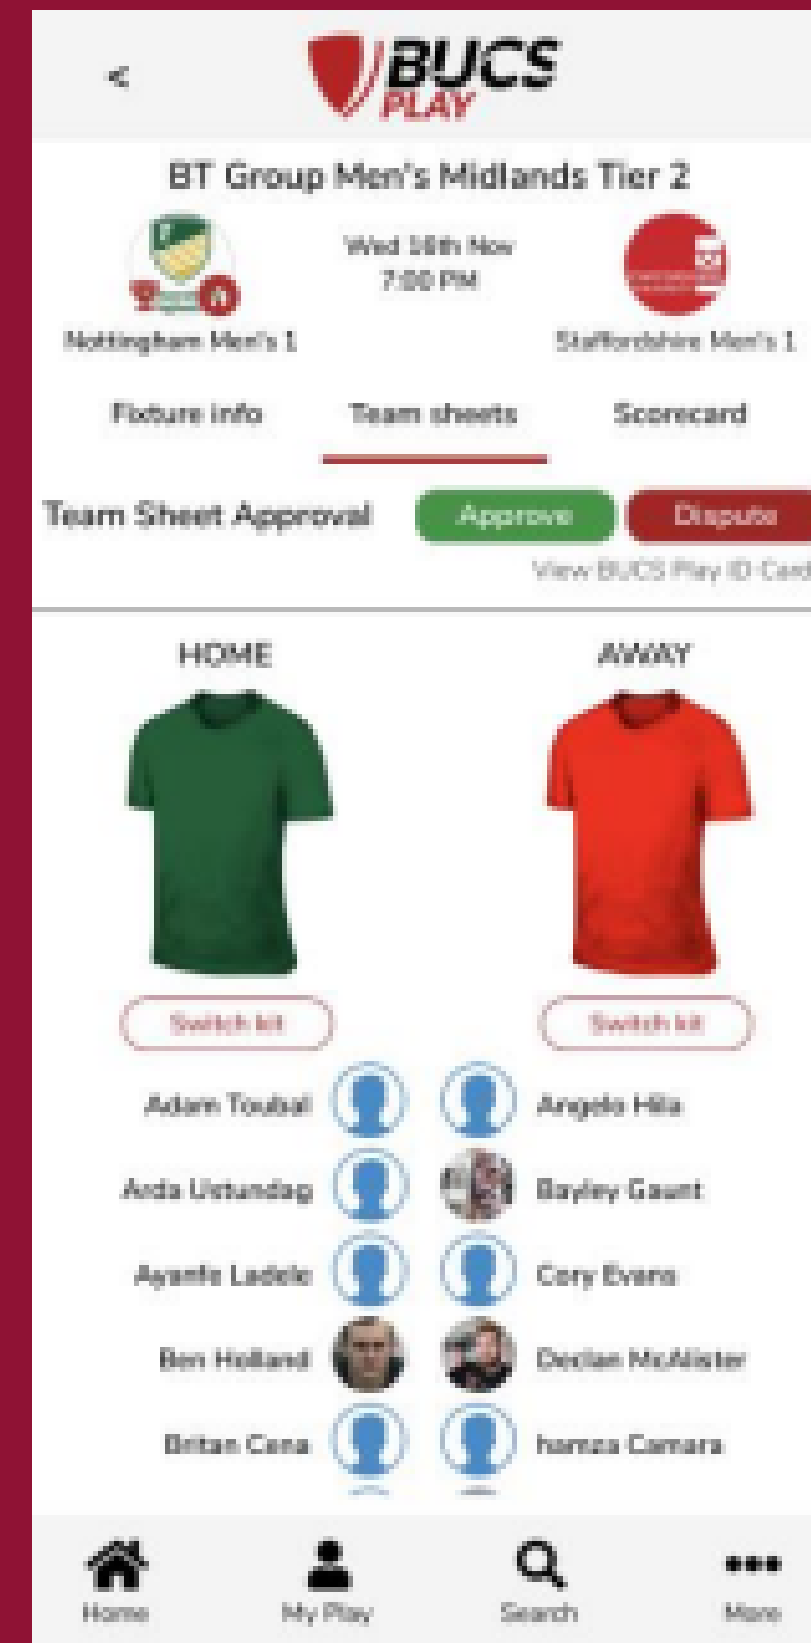 <
BUCS
PLAY
BT Group Men's Midlands Tier 2
Wed 18th Nov
7:00 PM
Nottingham Men's 1
Staffordshire Men's 1
Fixture info Team sheets Scorecard
Team Sheet Approval Approve Dispute
View BUCS Play ID Card
HOME AWAY
Switch kit Switch kit
Adam Toubal Angelo Hila
Arda Ustundag Bayley Gaunt
Ayanfe Ladele Cory Evans
Ben Holland Declan McAlister
Britan Cena hamza Camara
Home My Play Search More